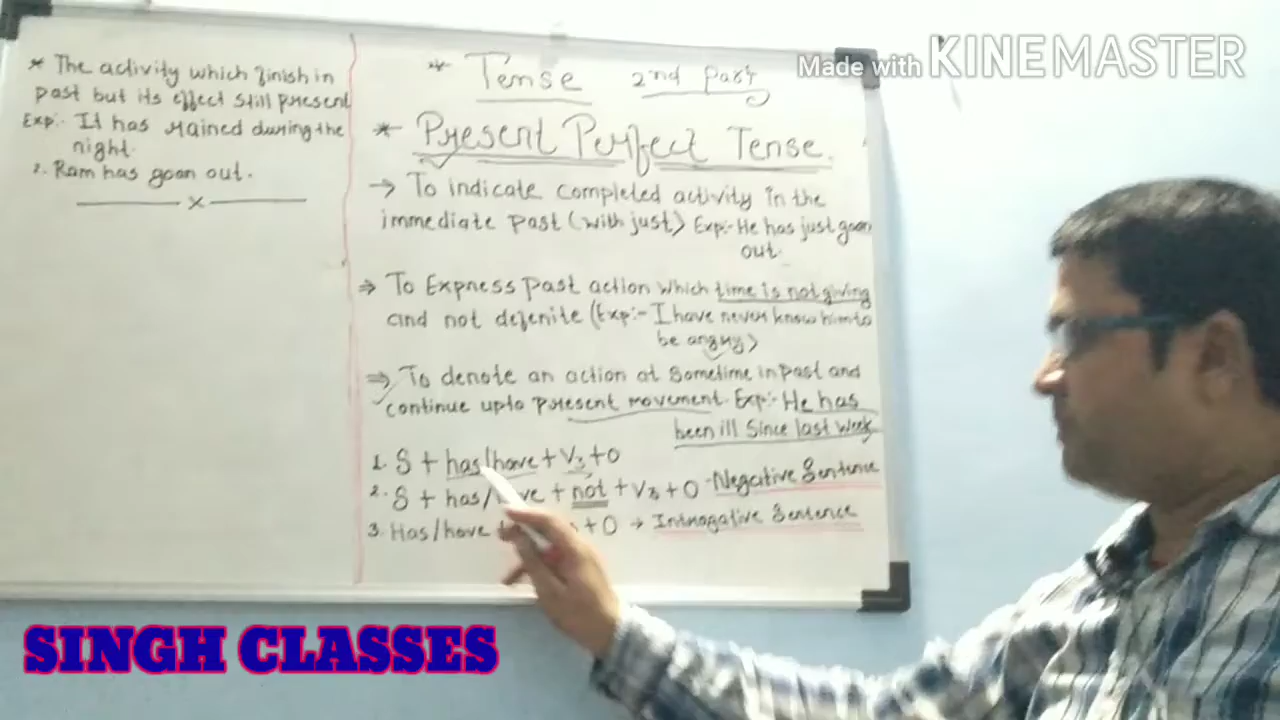 * The activity which finish in
past but its effect still present
Exp:- It has rained during the
night.
2. Ram has goan out.
x
* Tense 2nd Part
* Present Perfect Tense.
→ To indicate completed activity in the
immediate past (with just) Exp:- He has just goan
out.
⇒ To Express past action which time is not giving
and not defenite (Exp:- I have never know him to
be angry)
⇒ To denote an action at sometime in past and
continue upto present movement. Exp:- He has
been ill since last week
1. S + has/have + V3 + O
2. S + has/ ve + not + V3 + O - Negative Sentence
3. Has/have + O → Intrragative Sentence
Made with KINEMASTER
SINGH CLASSES